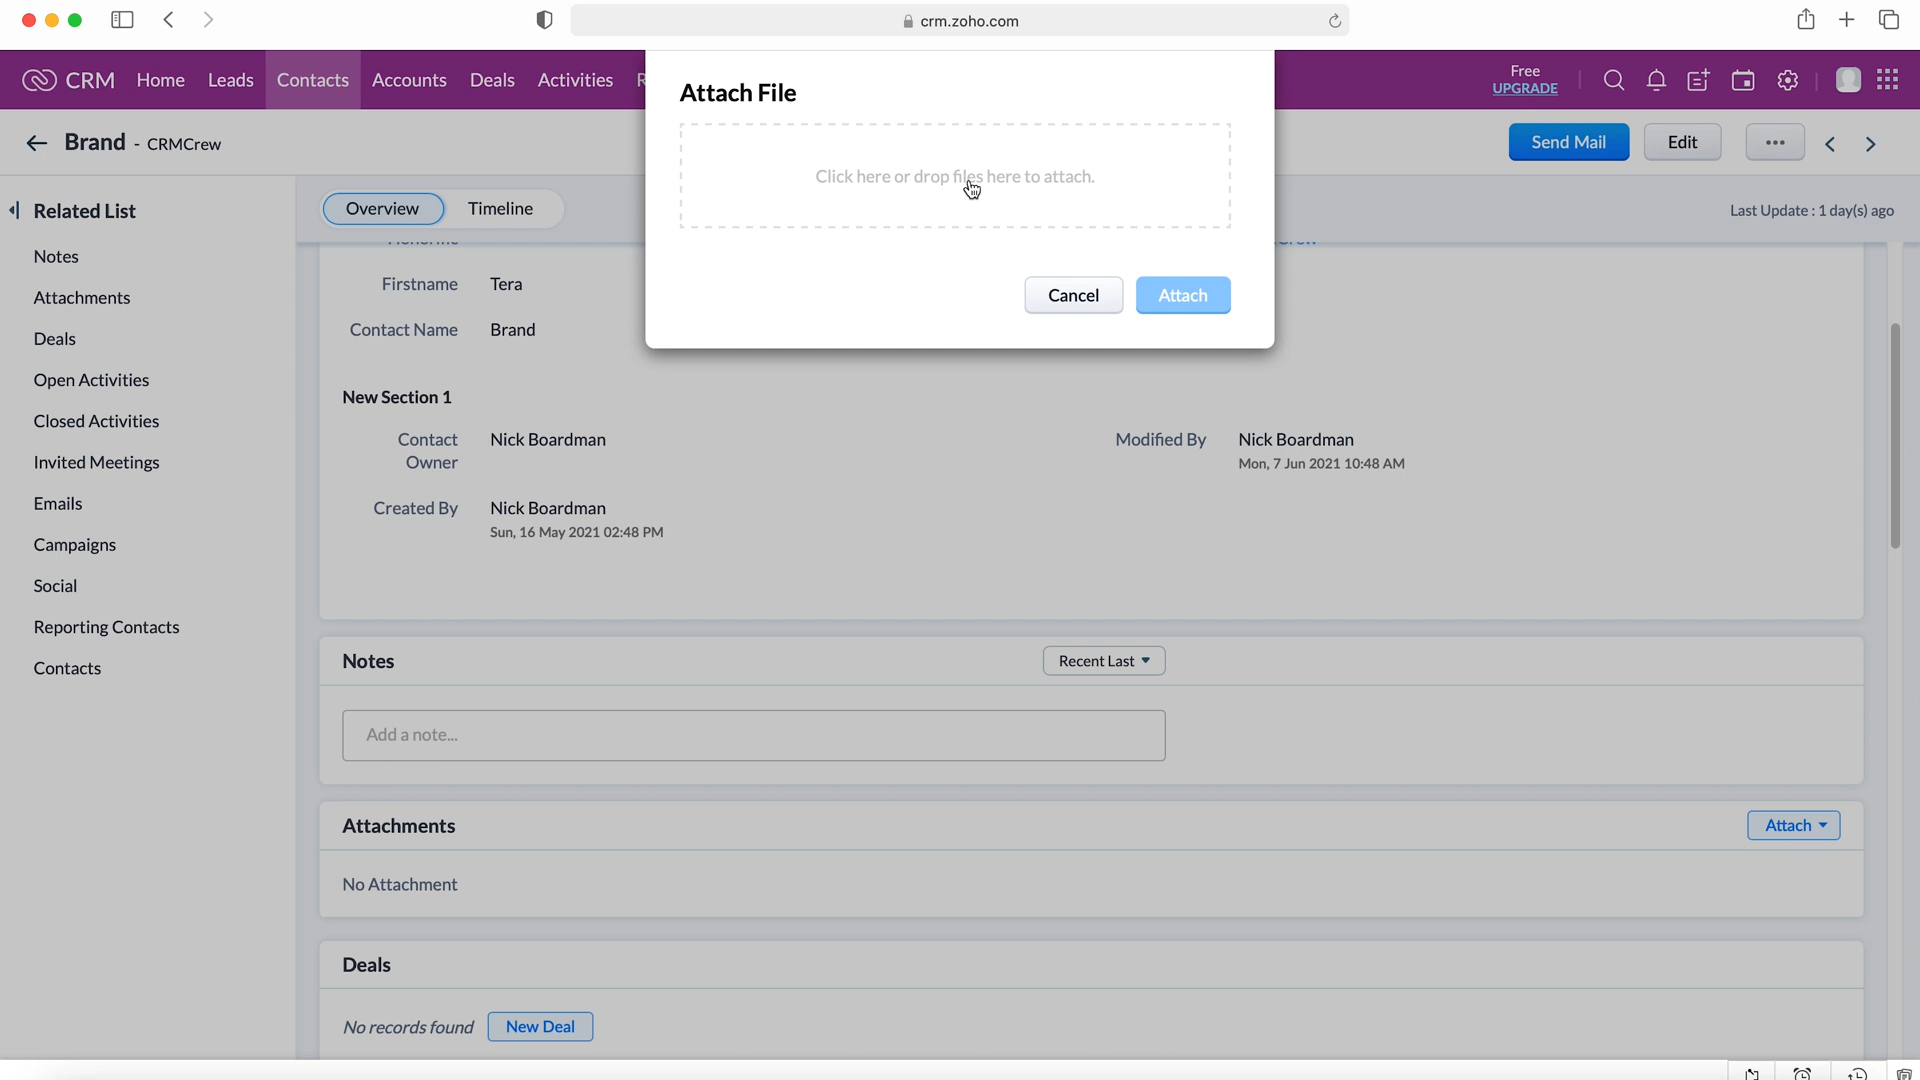 crm.zoho.com
CRM Home Leads Contacts Accounts Deals Activities
Free
UPGRADE
Attach File
Click here or drop files here to attach.
Cancel Attach
Brand - CRMCrew
Send Mail Edit
Related List
Overview Timeline
Last Update : 1 day(s) ago
Notes
Attachments
Deals
Open Activities
Closed Activities
Invited Meetings
Emails
Campaigns
Social
Reporting Contacts
Contacts
Firstname Tera
Contact Name Brand
New Section 1
Contact Owner Nick Boardman
Modified By Nick Boardman
Mon, 7 Jun 2021 10:48 AM
Created By Nick Boardman
Sun, 16 May 2021 02:48 PM
Notes Recent Last
Add a note...
Attachments Attach
No Attachment
Deals
No records found New Deal